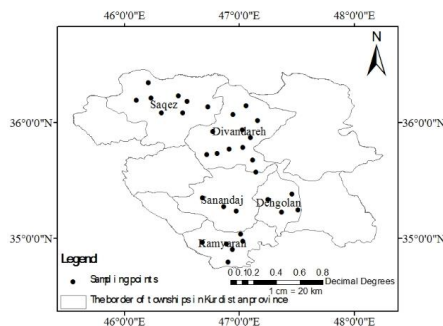 46°0'0"E 47°0'0"E 48°0'0"E
N
Saqez
36°0'0"N 36°0'0"N
Divandareh
Sanandaj Dehgolan
35°0'0"N 35°0'0"N
Kamyaran
Legend
Sampling points
The border of townships in Kurdistan province
0 0.1 0.2 0.4 0.6 0.8
Decimal Degrees
1 cm = 20 km
46°0'0"E 47°0'0"E 48°0'0"E